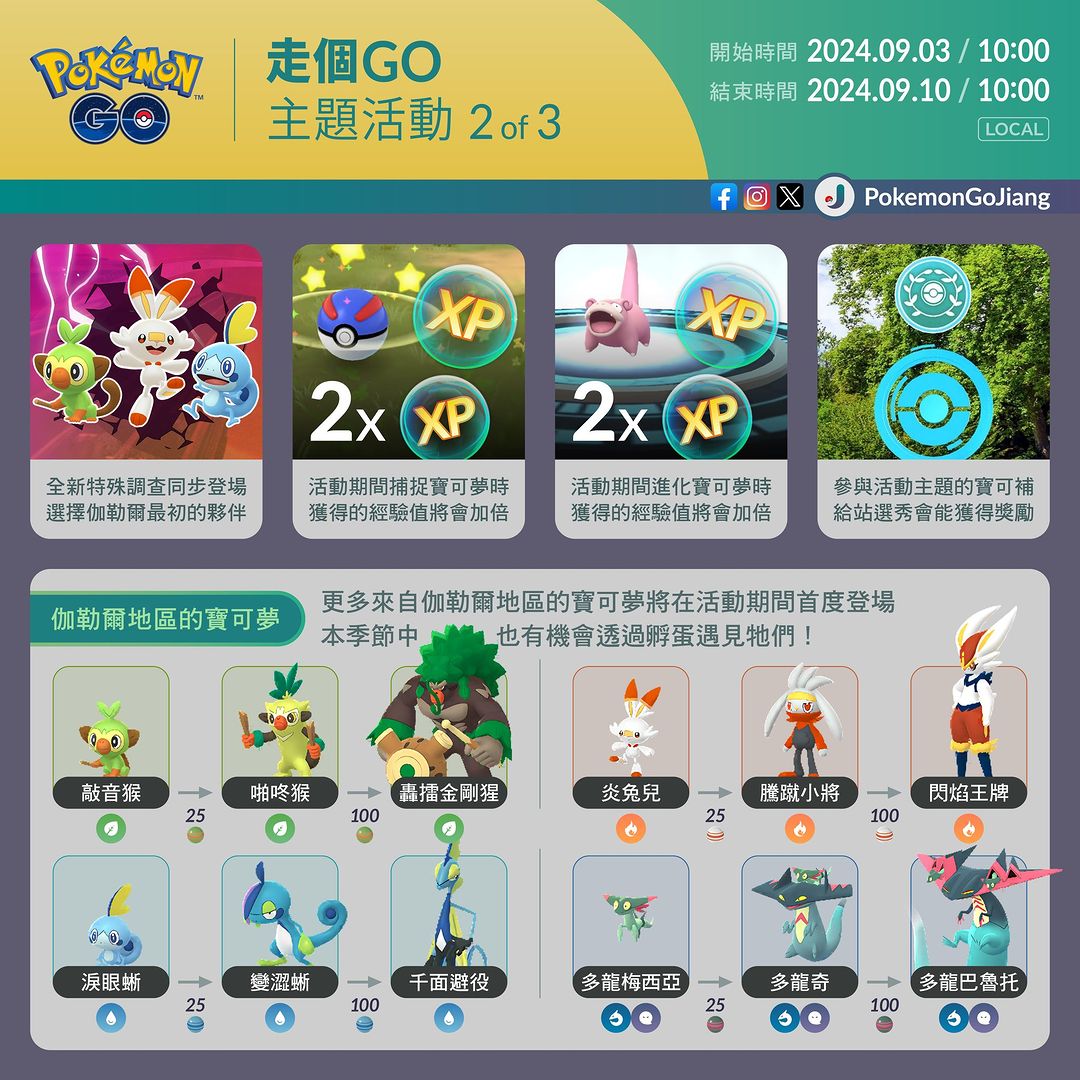 POKÉMON
GO
TM
走個GO
主題活動 2 of 3
開始時間 2024.09.03 / 10:00
結束時間 2024.09.10 / 10:00
LOCAL
PokemonGoJiang
XP
2x XP
XP
2x XP
全新特殊調查同步登場
選擇伽勒爾最初的夥伴
活動期間捕捉寶可夢時
獲得的經驗值將會加倍
活動期間進化寶可夢時
獲得的經驗值將會加倍
參與活動主題的寶可補
給站選秀會能獲得獎勵
伽勒爾地區的寶可夢
更多來自伽勒爾地區的寶可夢將在活動期間首度登場
本季節中 也有機會透過孵蛋遇見牠們！
敲音猴
25
啪咚猴
100
轟擂金剛猩
炎兔兒
25
騰蹴小將
100
閃焰王牌
淚眼蜥
25
變澀蜥
100
千面避役
多龍梅西亞
25
多龍奇
100
多龍巴魯托